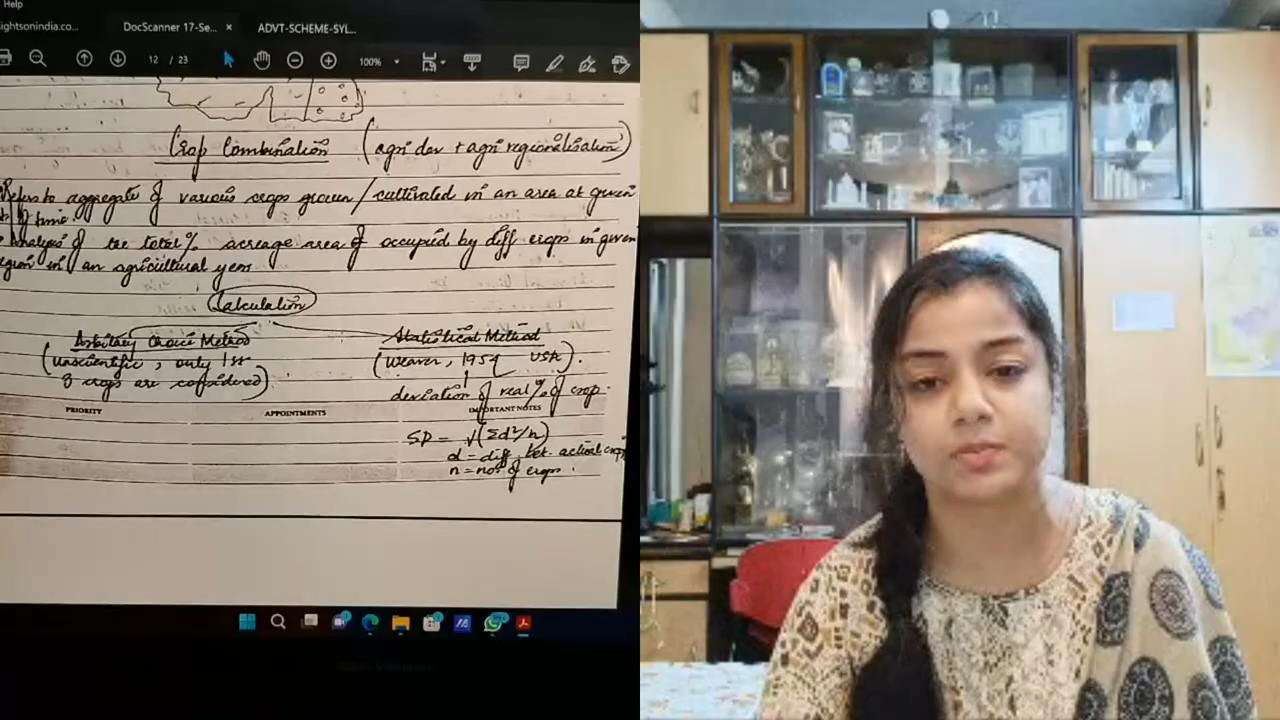 Help
ightsonindia.co...
DocScanner 17-Se...
ADVT-SCHEME-SYL...
12 / 23
100%
Crop Combination (agri dev + agri regionalisation)
Refers to aggregate of various crops grown / cultivated in an area at given
of time
Analysis of the total % acreage area of occupied by diff crops in given
region in an agricultural year
Calculation
Arbitrary Choice Method
Statistical Method
(Unscientific, only 1st
(Weaver, 1954 USA).
3 crops are considered)
deviation of real % of crop.
PRIORITY
APPOINTMENTS
IMPORTANT NOTES
SD = √(Σd²/n)
d = diff. bet. actual crop
n = nos of crops.